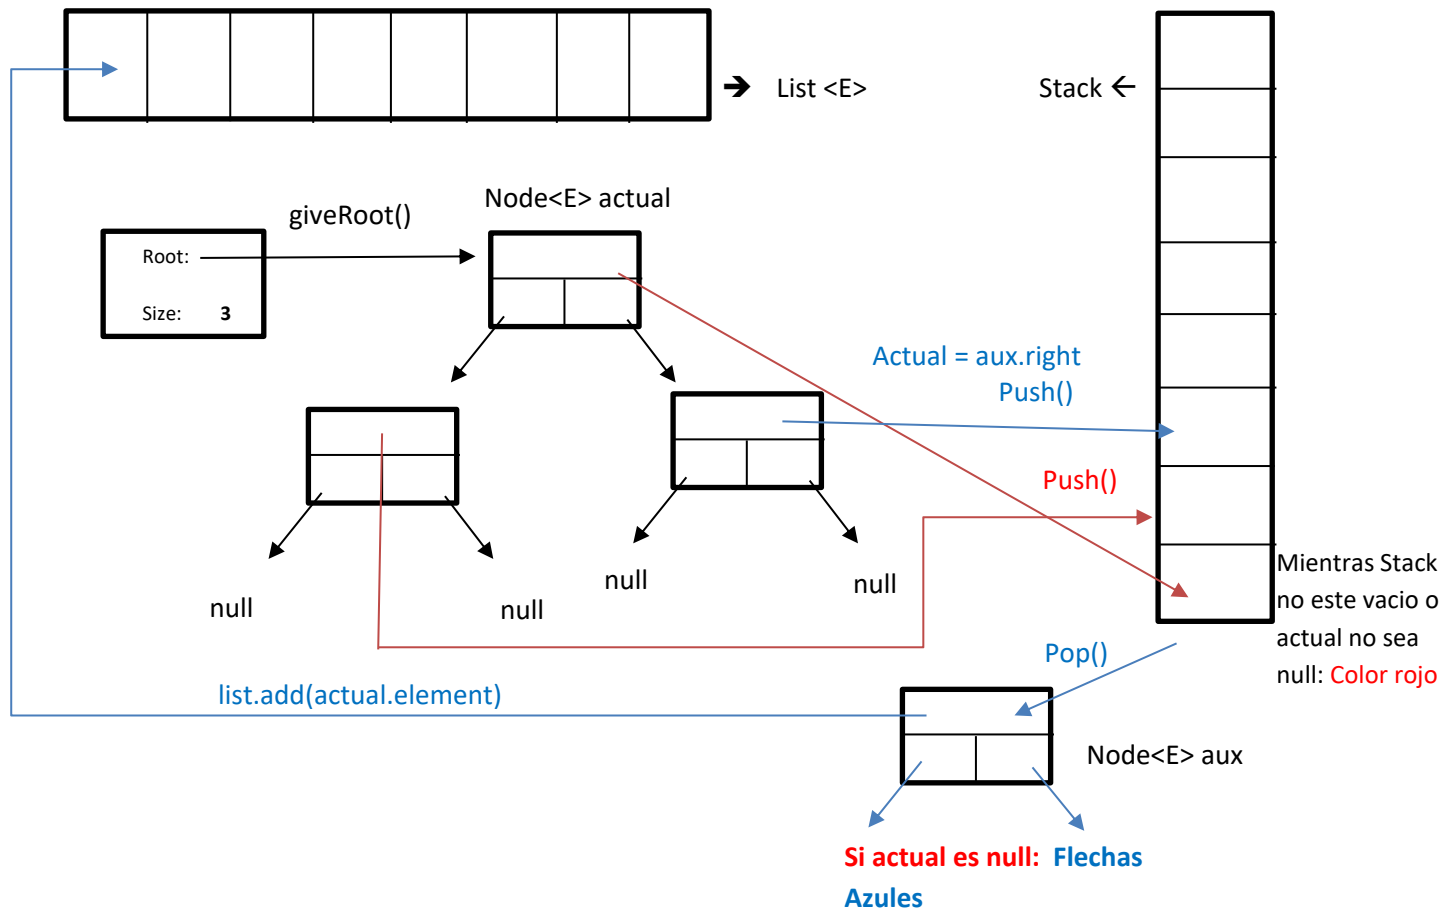 ➔ List <E>
Stack ←
Node<E> actual
giveRoot()
Root:
Size: 3
Actual = aux.right
Push()
Push()
null
null
null
null
Mientras Stack
no este vacio o
actual no sea
null: Color rojo
Pop()
list.add(actual.element)
Node<E> aux
Si actual es null: Flechas
Azules